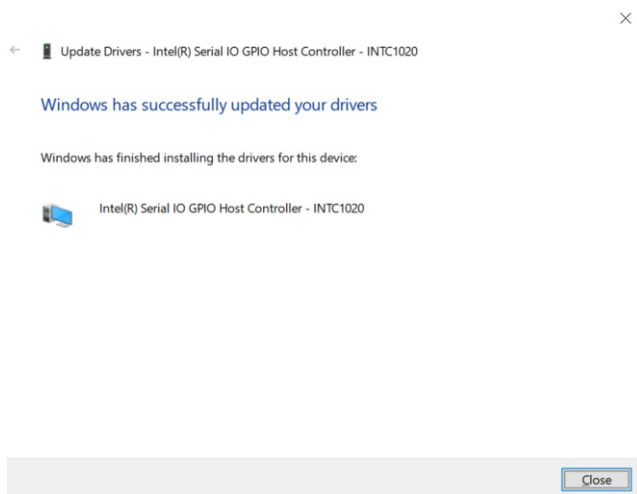 Update Drivers - Intel(R) Serial IO GPIO Host Controller - INTC1020
Windows has successfully updated your drivers
Windows has finished installing the drivers for this device:
Intel(R) Serial IO GPIO Host Controller - INTC1020
Close